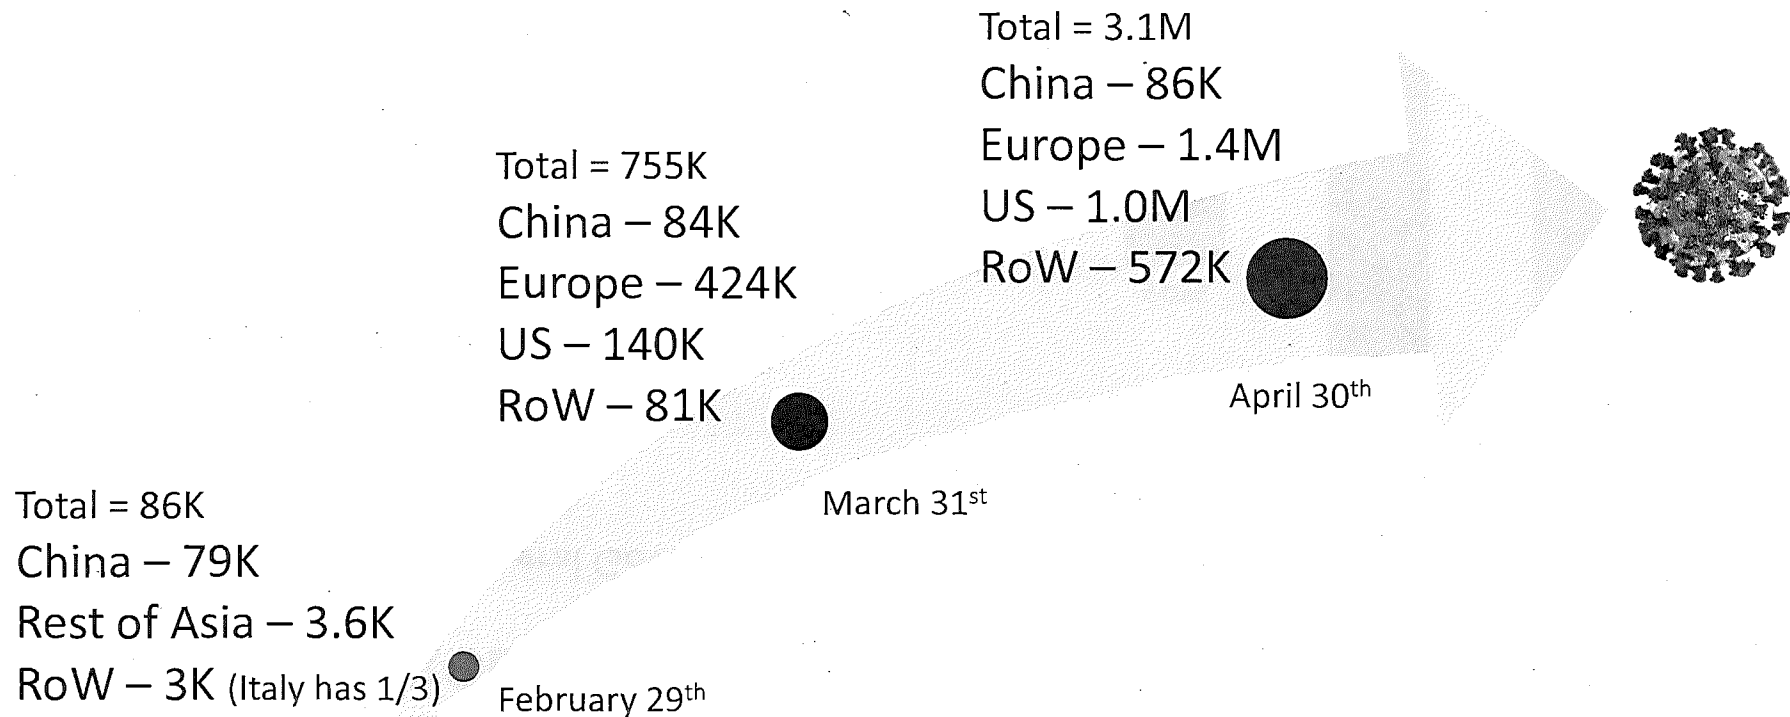 Total = 86K
China – 79K
Rest of Asia – 3.6K
RoW – 3K (Italy has 1/3)
February 29th
Total = 755K
China – 84K
Europe – 424K
US – 140K
RoW – 81K
March 31st
Total = 3.1M
China – 86K
Europe – 1.4M
US – 1.0M
RoW – 572K
April 30th